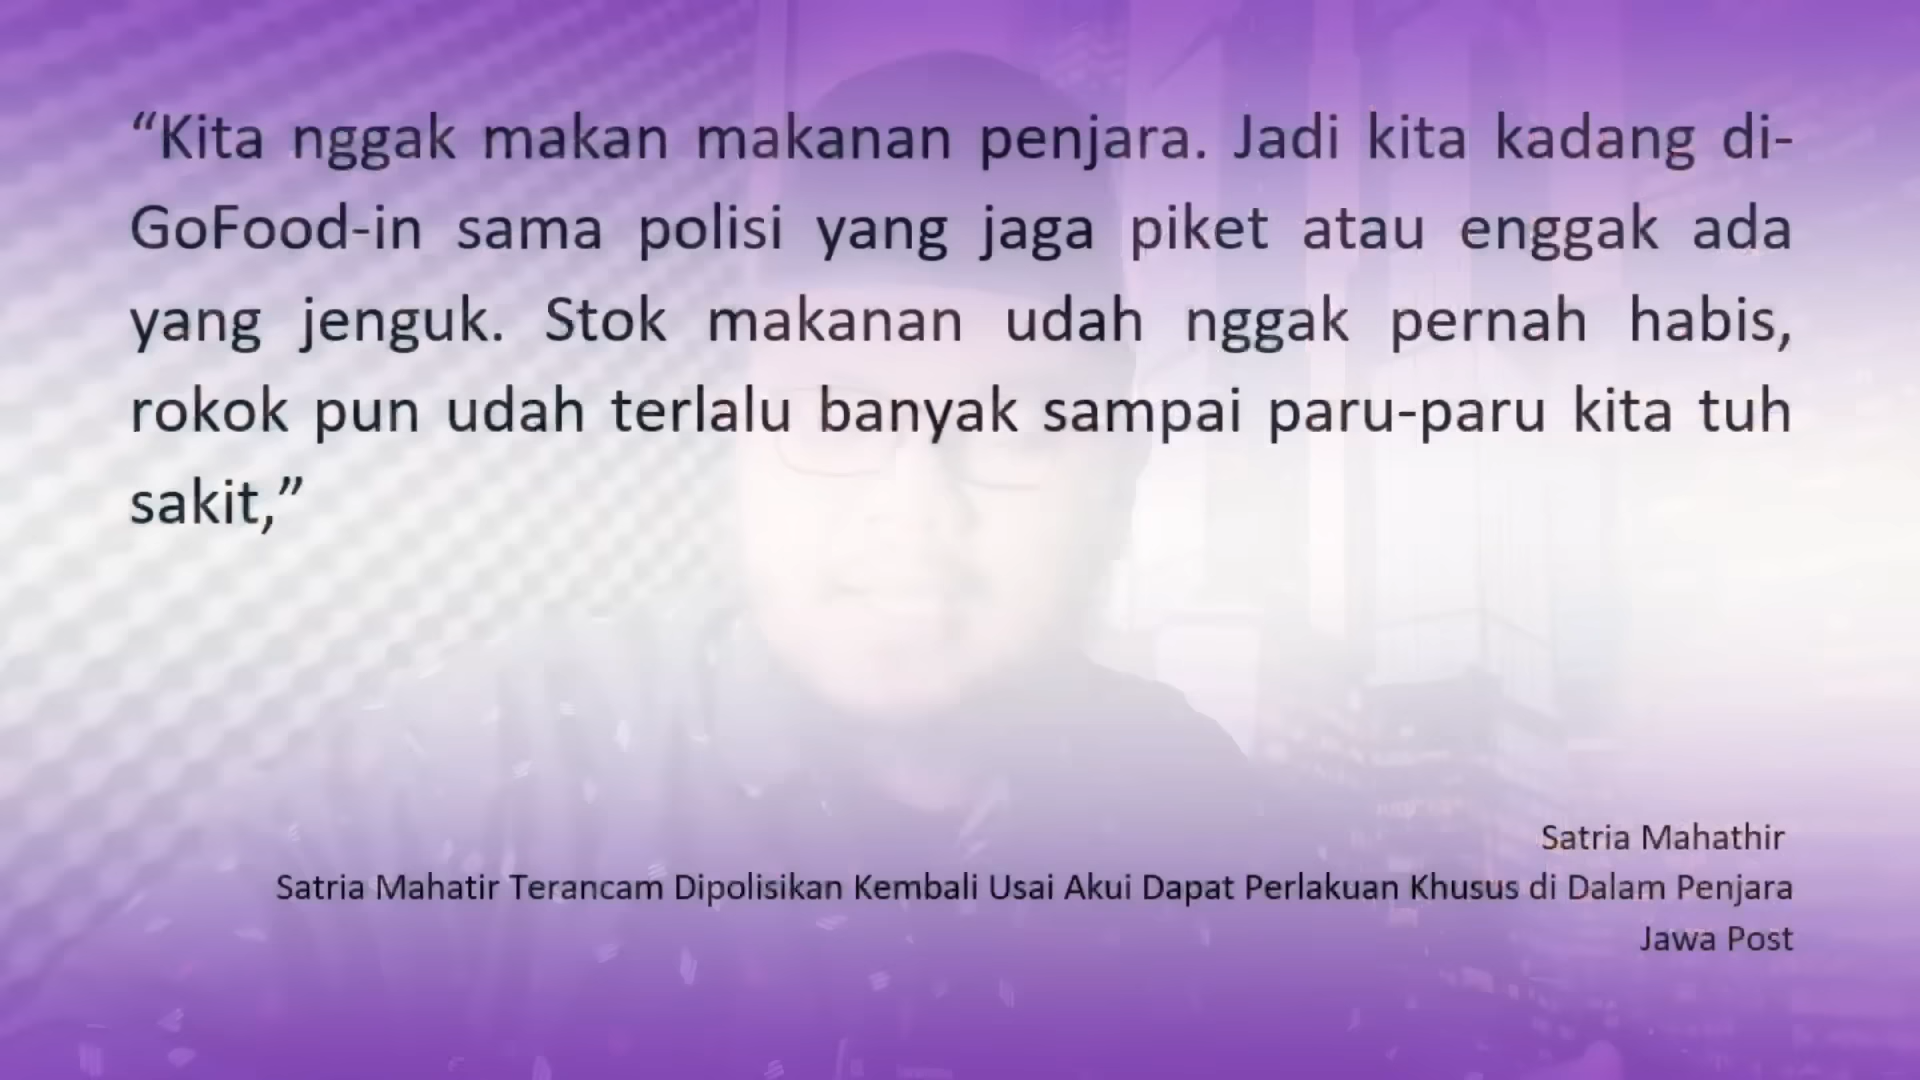 “Kita nggak makan makanan penjara. Jadi kita kadang di-
GoFood-in sama polisi yang jaga piket atau enggak ada
yang jenguk. Stok makanan udah nggak pernah habis,
rokok pun udah terlalu banyak sampai paru-paru kita tuh
sakit,”
Satria Mahathir
Satria Mahatir Terancam Dipolisikan Kembali Usai Akui Dapat Perlakuan Khusus di Dalam Penjara
Jawa Post